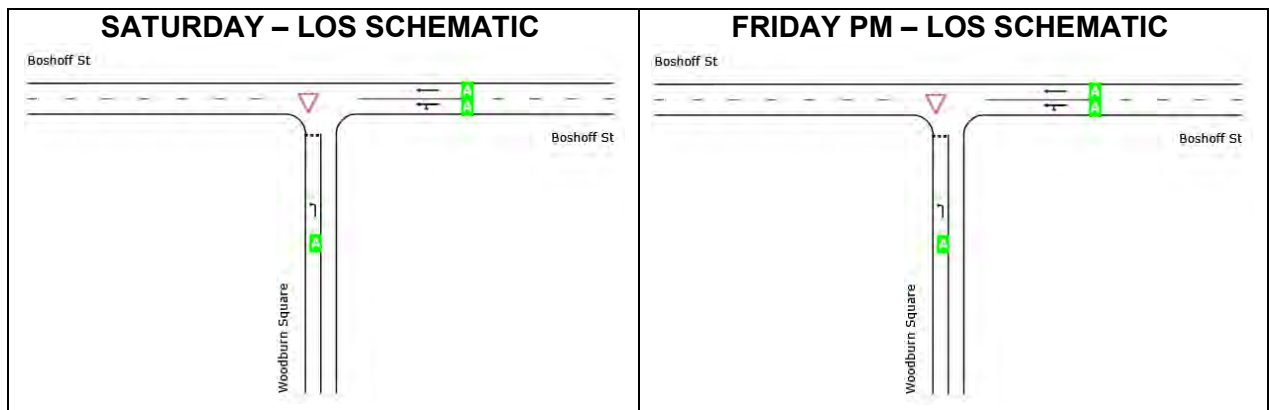 SATURDAY – LOS SCHEMATIC
Boshoff St
A
A
Boshoff St
A
Woodburn Square
FRIDAY PM – LOS SCHEMATIC
Boshoff St
A
A
Boshoff St
A
Woodburn Square